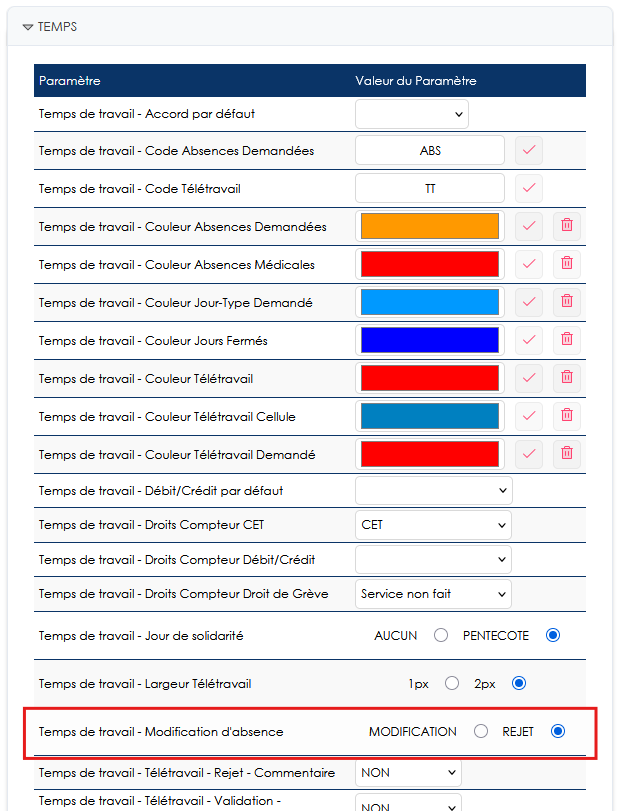 TEMPS
Paramètre Valeur du Paramètre
Temps de travail - Accord par défaut
Temps de travail - Code Absences Demandées ABS
Temps de travail - Code Télétravail TT
Temps de travail - Couleur Absences Demandées
Temps de travail - Couleur Absences Médicales
Temps de travail - Couleur Jour-Type Demandé
Temps de travail - Couleur Jours Fermés
Temps de travail - Couleur Télétravail
Temps de travail - Couleur Télétravail Cellule
Temps de travail - Couleur Télétravail Demandé
Temps de travail - Débit/Crédit par défaut
Temps de travail - Droits Compteur CET CET
Temps de travail - Droits Compteur Débit/Crédit
Temps de travail - Droits Compteur Droit de Grève Service non fait
Temps de travail - Jour de solidarité AUCUN PENTECOTE
Temps de travail - Largeur Télétravail 1px 2px
Temps de travail - Modification d'absence MODIFICATION REJET
Temps de travail - Télétravail - Rejet - Commentaire NON
Temps de travail - Télétravail - Validation - NON